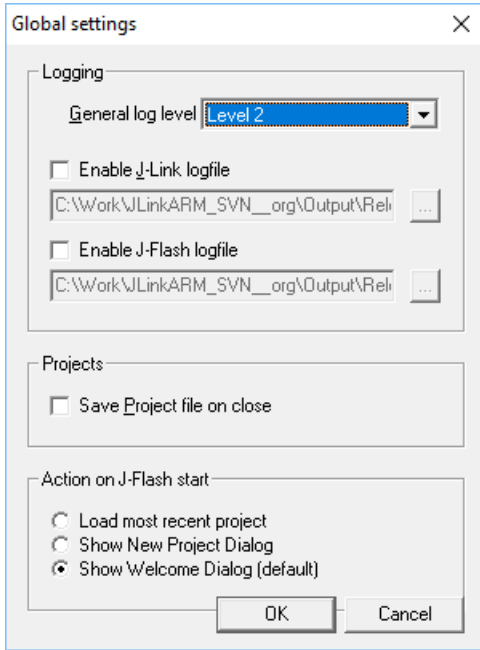 Global settings
Logging
General log level Level 2
Enable J-Link logfile
C:\Work\JLinkARM_SVN__org\Output\Rel ...
Enable J-Flash logfile
C:\Work\JLinkARM_SVN__org\Output\Rel ...
Projects
Save Project file on close
Action on J-Flash start
Load most recent project
Show New Project Dialog
Show Welcome Dialog (default)
OK Cancel